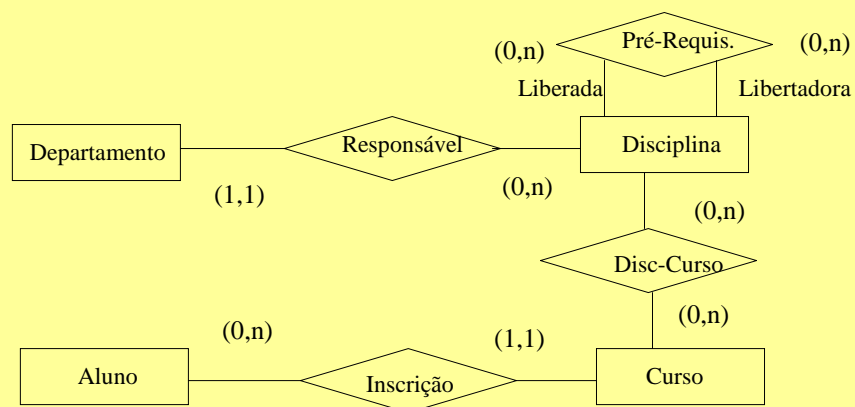 Pré-Requis.
(0,n)
(0,n)
Liberada
Libertadora
Departamento
Responsável
Disciplina
(1,1)
(0,n)
(0,n)
Disc-Curso
(0,n)
(0,n)
(1,1)
Aluno
Inscrição
Curso